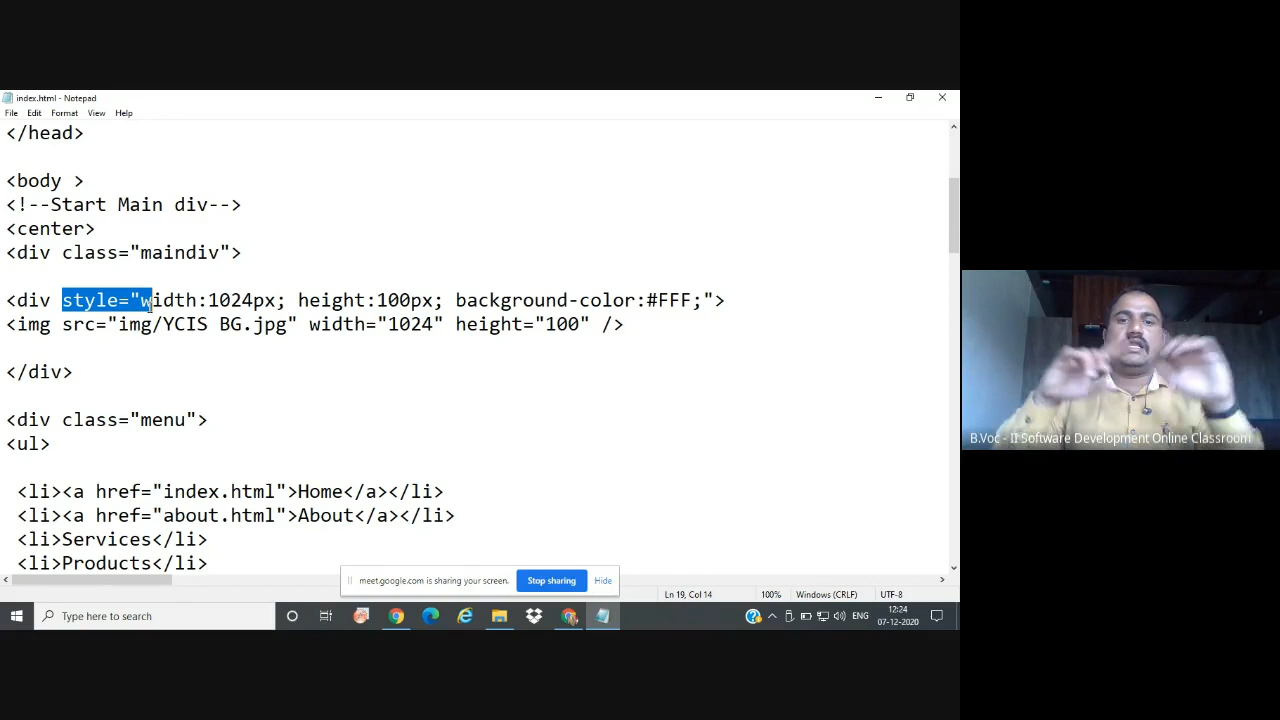 index.html - Notepad
File Edit Format View Help
</head>
<body >
<!--Start Main div-->
<center>
<div class="maindiv">
<div style="width:1024px; height:100px; background-color:#FFF;">
<img src="img/YCIS BG.jpg" width="1024" height="100" />
</div>
<div class="menu">
<ul>
<li><a href="index.html">Home</a></li>
<li><a href="about.html">About</a></li>
<li>Services</li>
<li>Products</li>
B.Voc - II Software Development Online Classroom
meet.google.com is sharing your screen. Stop sharing Hide
Ln 19, Col 14 100% Windows (CRLF) UTF-8
Type here to search
ENG
12:24
07-12-2020